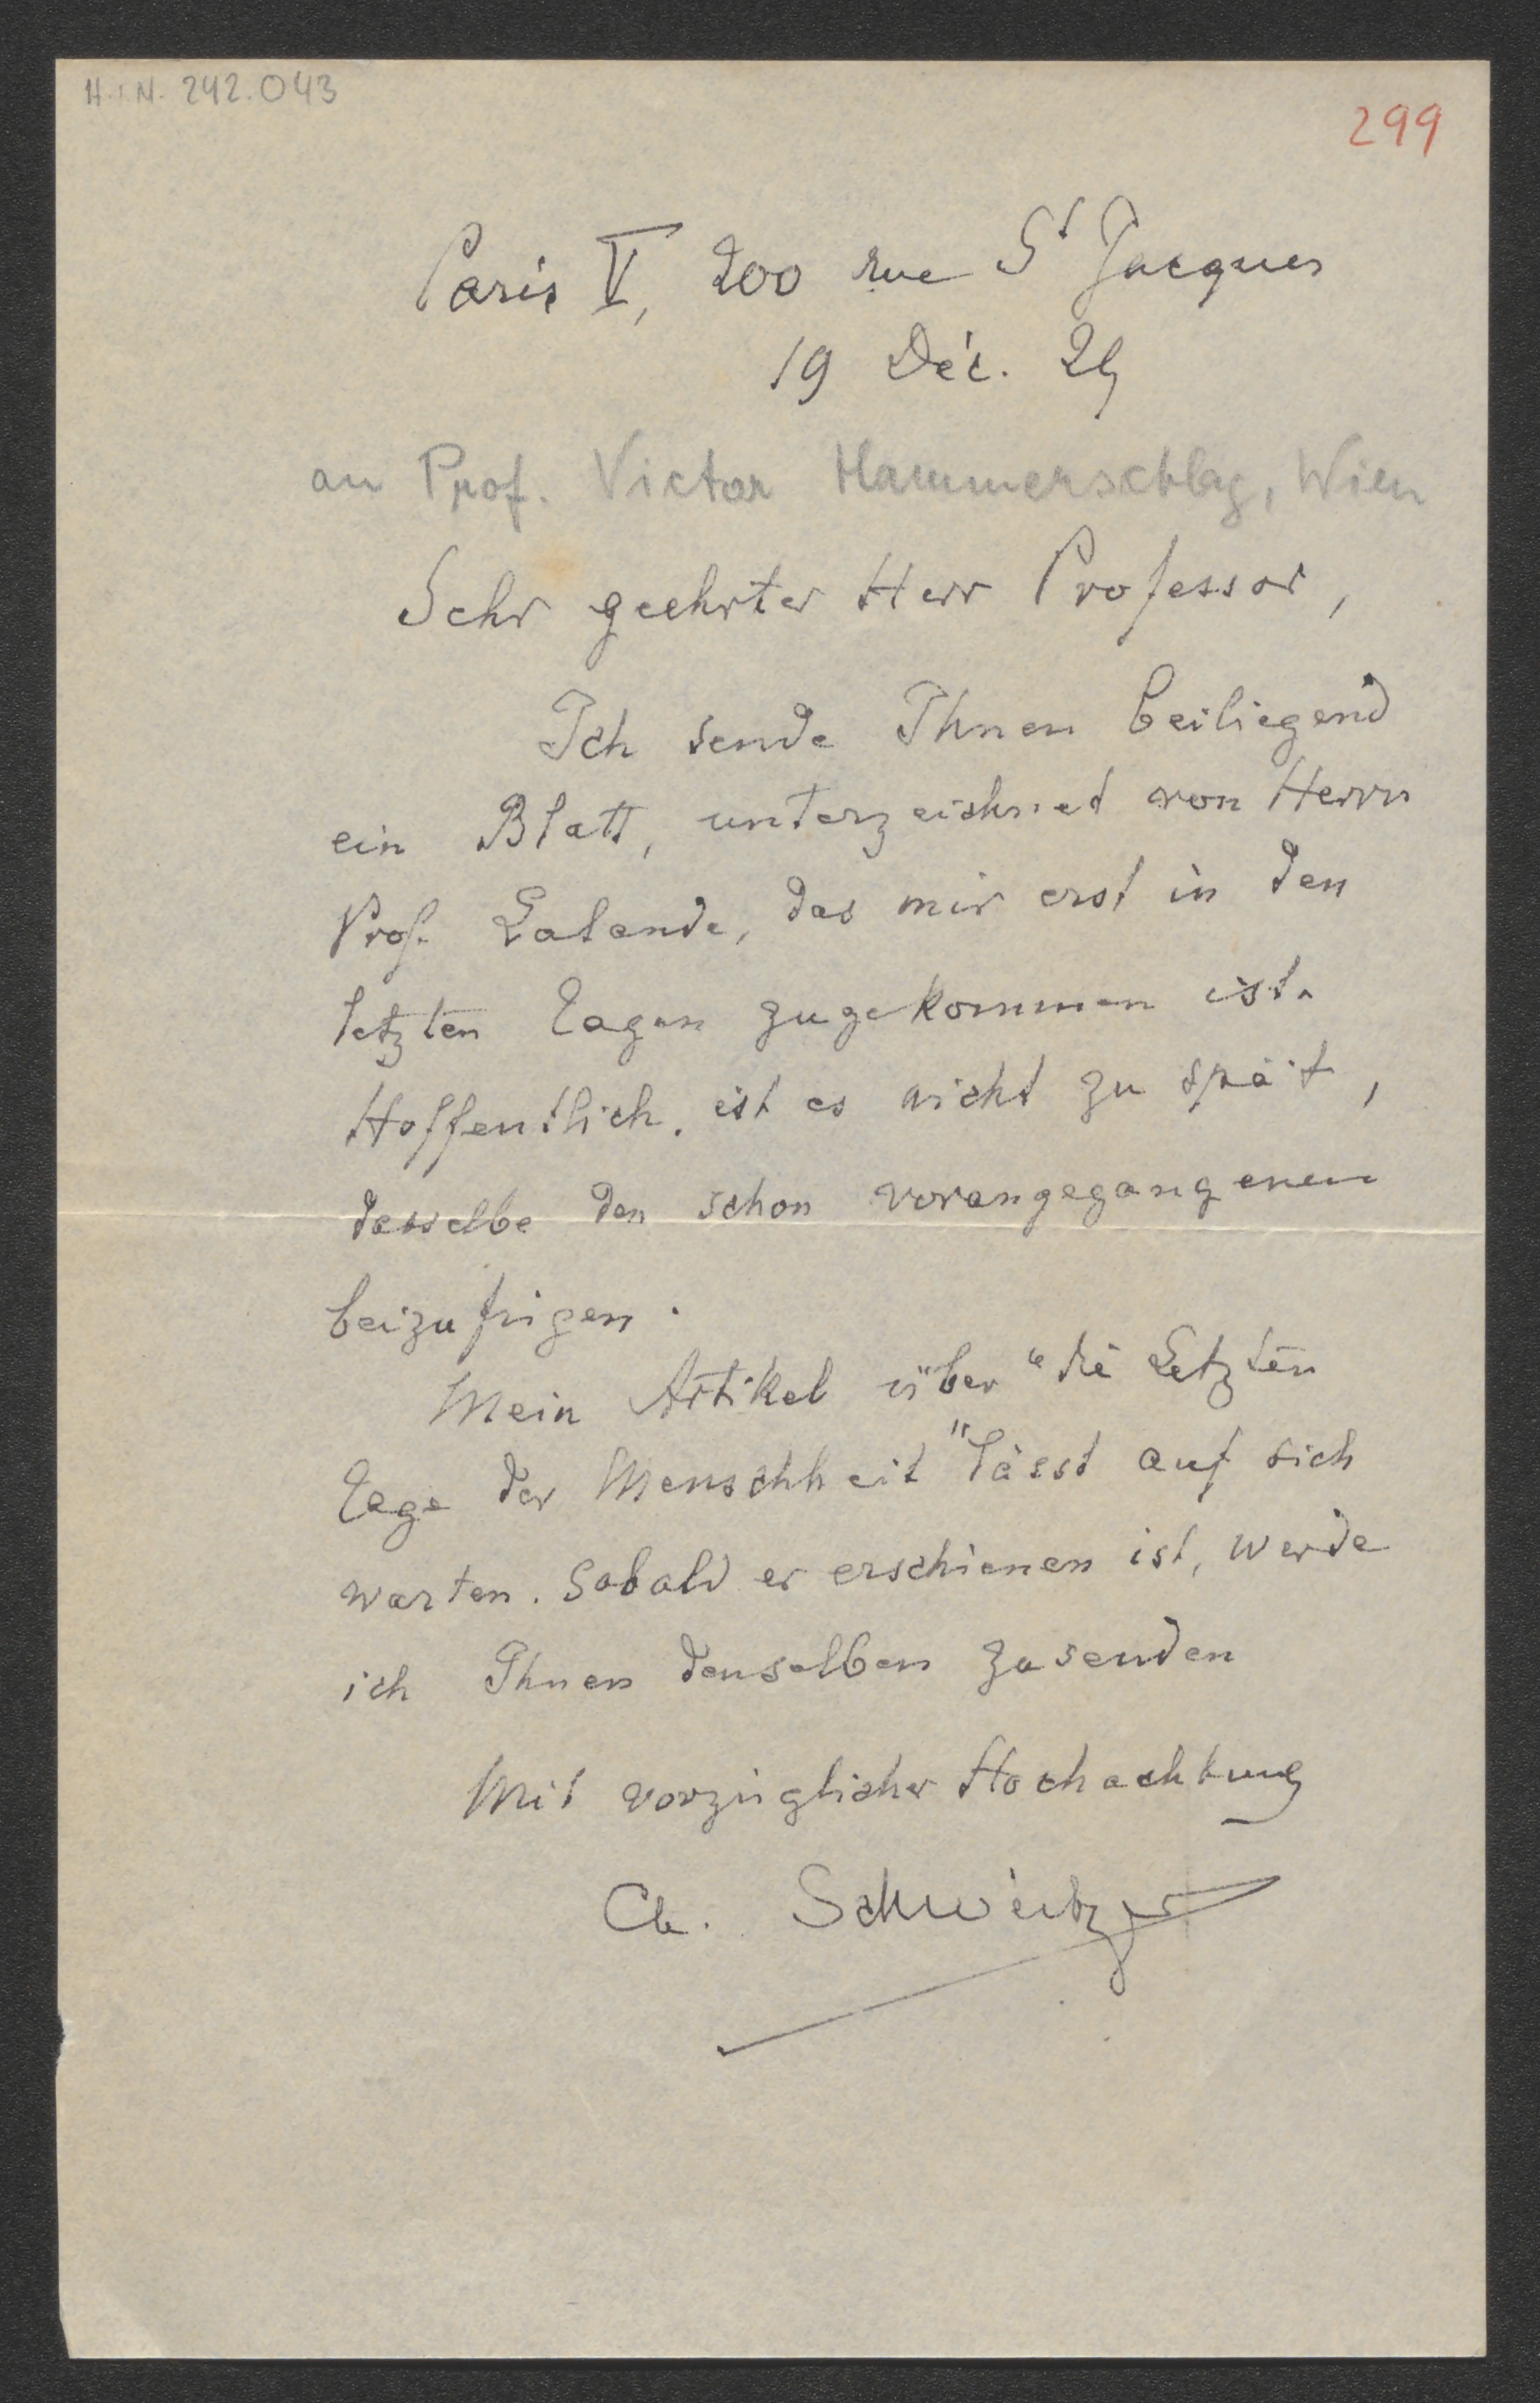 H.I.N. 242.043
299
Paris V, 200 rue St Jacques
19 Déc. 25
an Prof. Victor Hammerschlag, Wien
Sehr geehrter Herr Professor,
Ich sende Ihnen beiliegend
ein Blatt, unterzeichnet von Herrn
Prof. Lalande, das mir erst in den
letzten Tagen zugekommen ist.
Hoffentlich ist es nicht zu spät,
dasselbe den schon vorangegangenen
beizufügen.
Mein Artikel über "die Letzten
Tage der Menschheit" lässt auf sich
warten. Sobald er erschienen ist, werde
ich Ihnen denselben zusenden
Mit vorzüglicher Hochachtung
Ch. Schweitzer